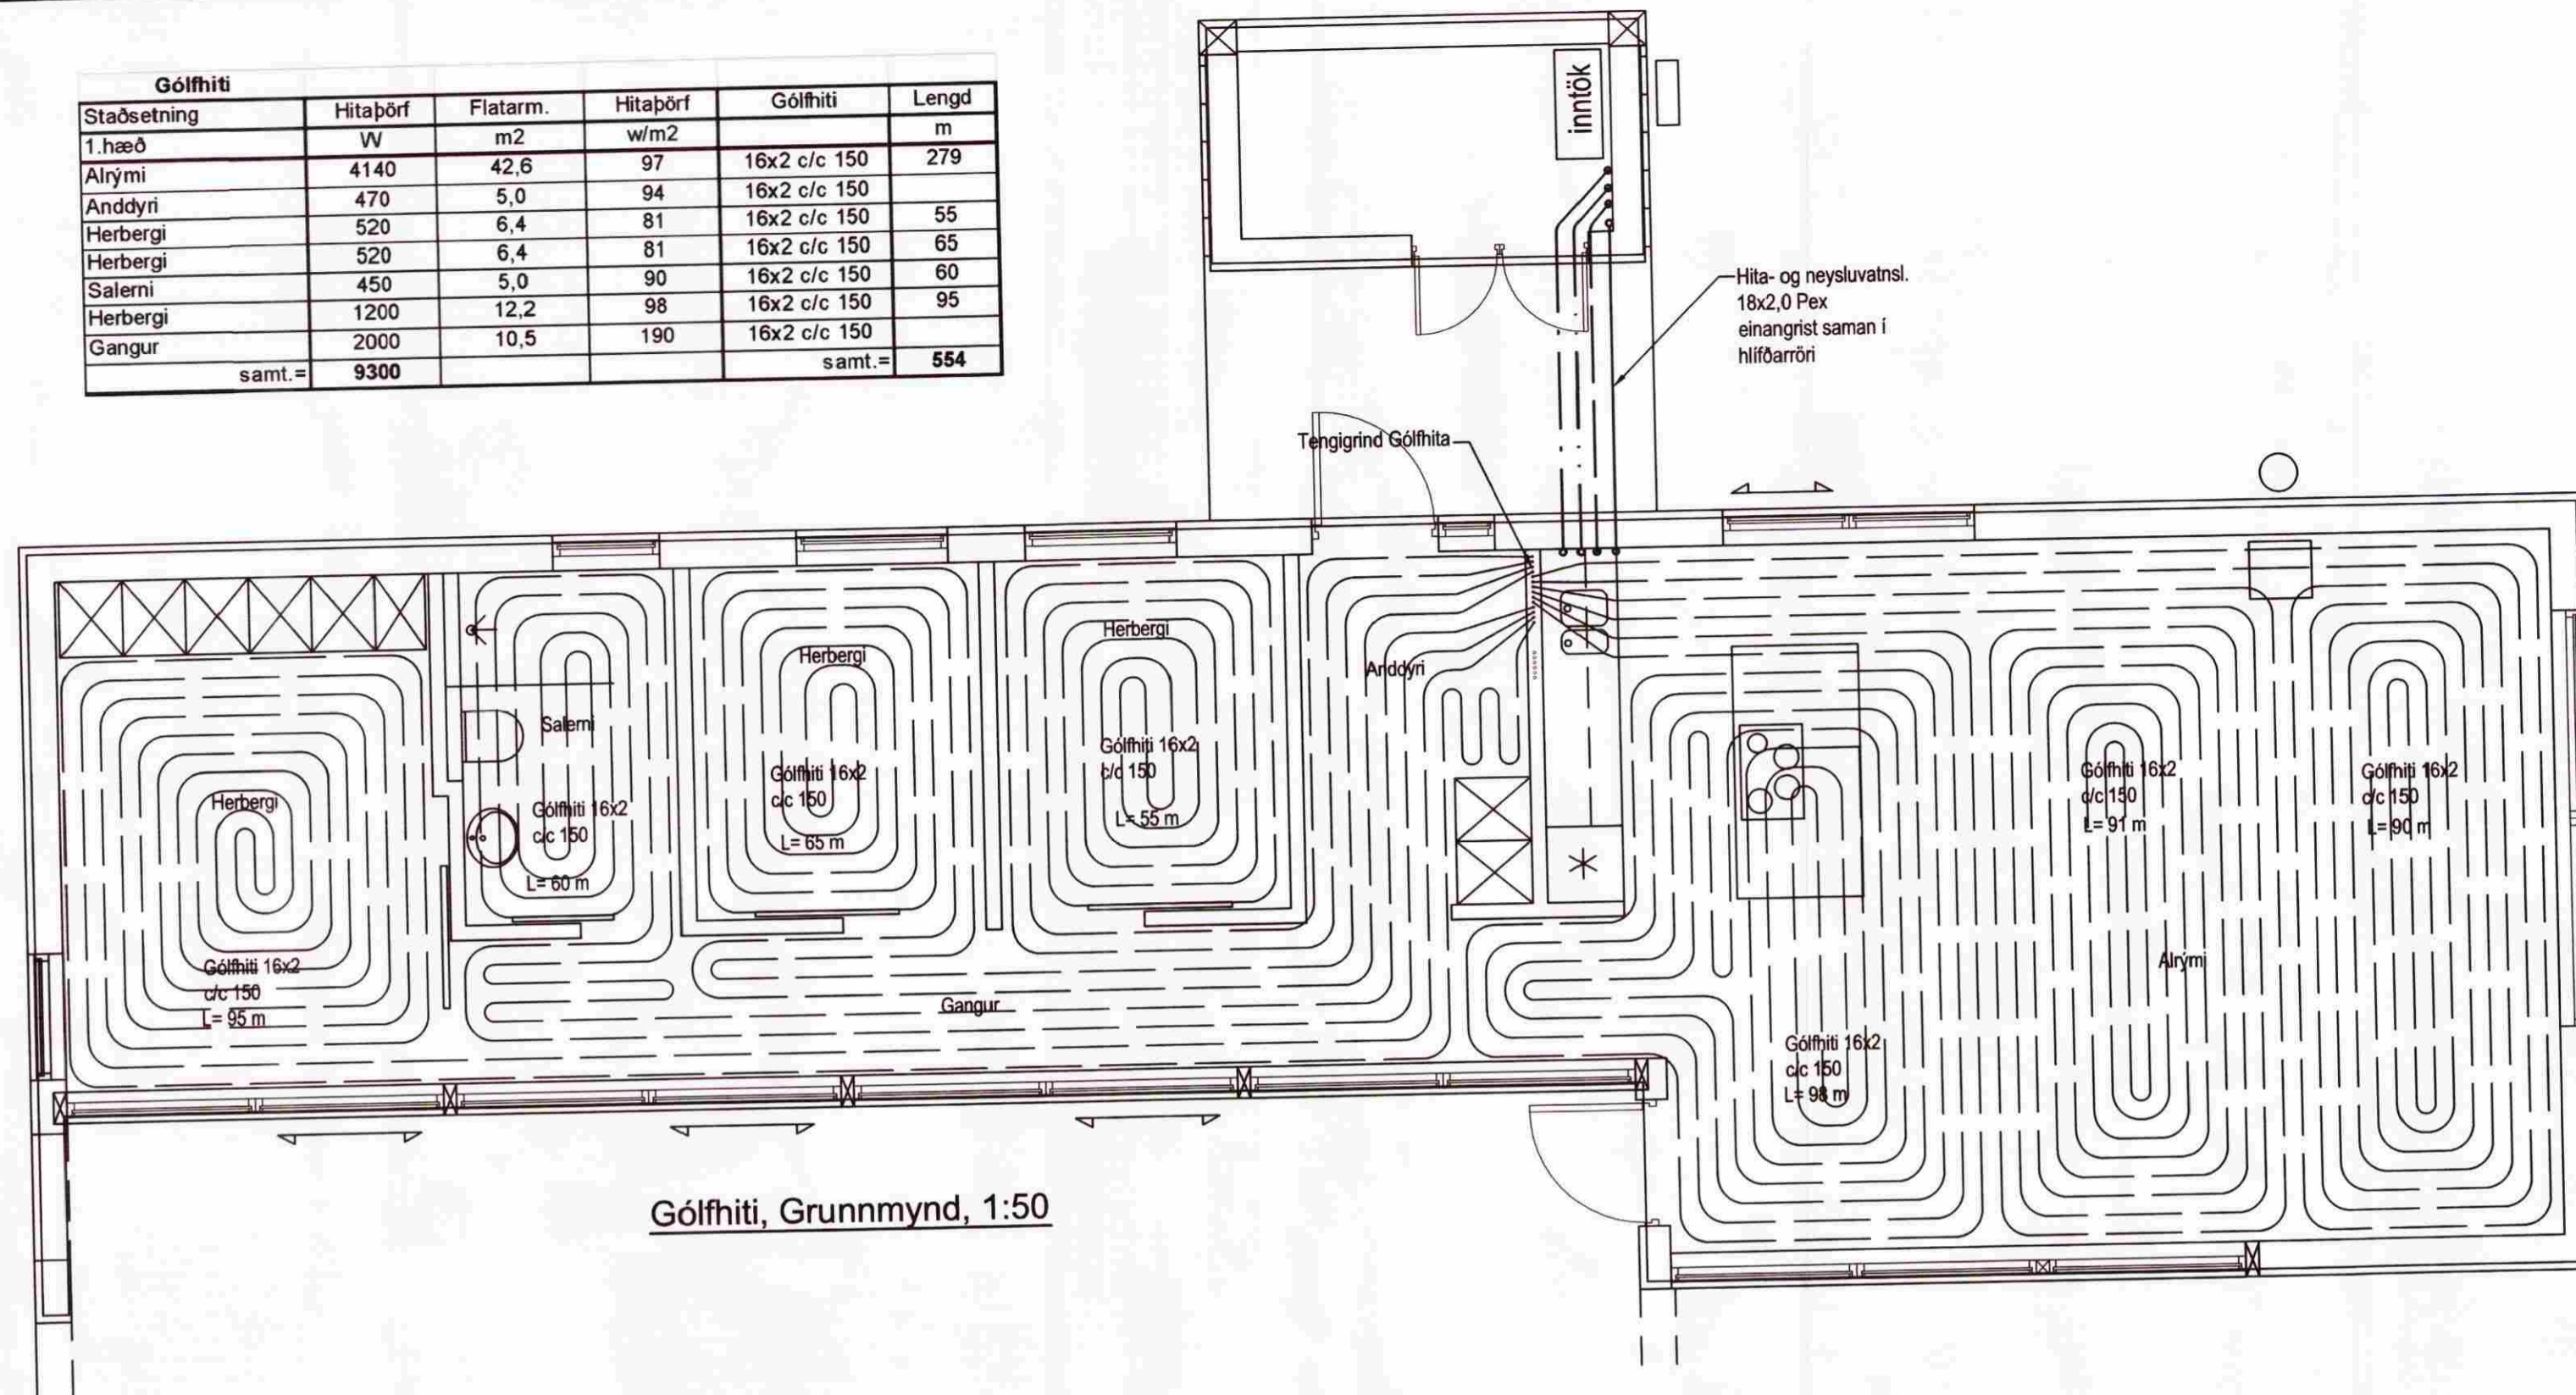 Gólfhiti
Staðsetning Hitaþörf Flatarm. Hitaþörf Gólfhiti Lengd
1.hæð W m2 w/m2 m
Alrými 4140 42,6 97 16x2 c/c 150 279
Anddyri 470 5,0 94 16x2 c/c 150
Herbergi 520 6,4 81 16x2 c/c 150 55
Herbergi 520 6,4 81 16x2 c/c 150 65
Salerni 450 5,0 90 16x2 c/c 150 60
Herbergi 1200 12,2 98 16x2 c/c 150 95
Gangur 2000 10,5 190 16x2 c/c 150
samt.= 9300 samt.= 554
inntök
Hita- og neysluvatnsl.
18x2,0 Pex
einangrist saman í
hlífðarröri
Tengigrind Gólfhita
Herbergi
Gólfhiti 16x2
c/c 150
L= 95 m
Salerni
Gólfhiti 16x2
c/c 150
L= 60 m
Herbergi
Gólfhiti 16x2
c/c 150
L= 65 m
Herbergi
Gólfhiti 16x2
c/c 150
L= 55 m
Anddyri
Gangur
Gólfhiti 16x2
c/c 150
L= 98 m
Gólfhiti 16x2
c/c 150
L= 91 m
Alrými
Gólfhiti 16x2
c/c 150
L= 90 m
Gólfhiti, Grunnmynd, 1:50